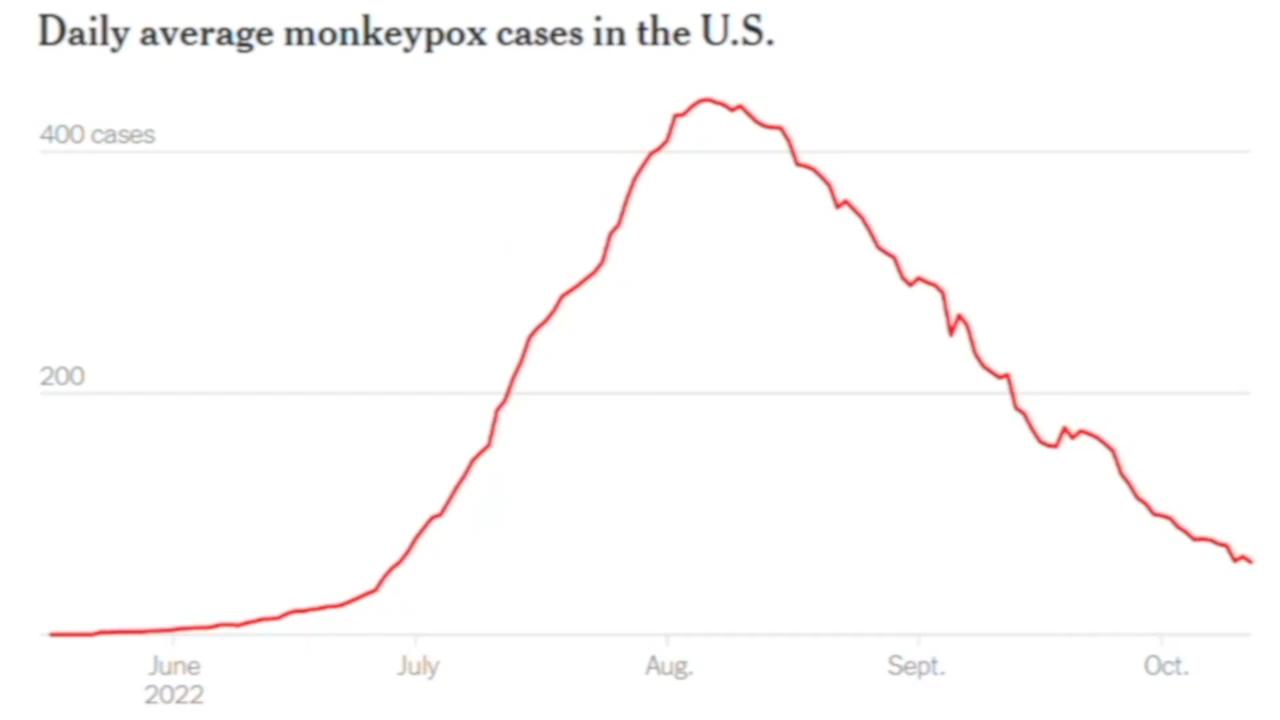 Daily average monkeypox cases in the U.S.
400 cases
200
June
2022
July
Aug.
Sept.
Oct.